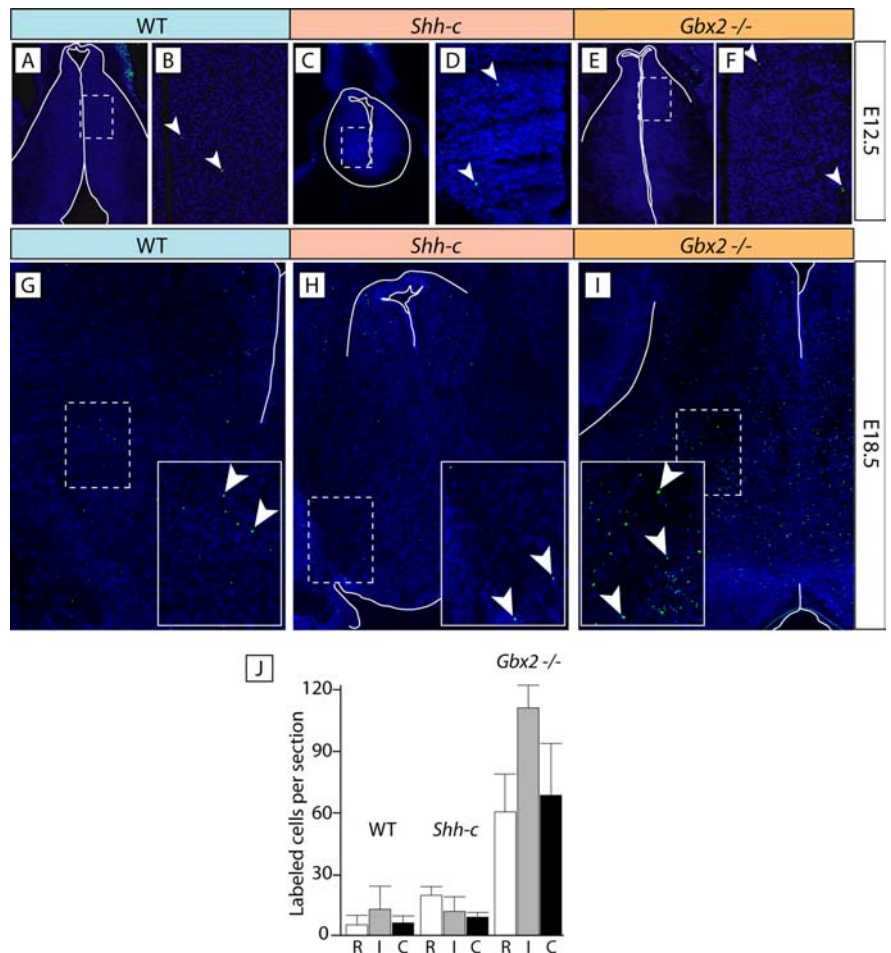 WT Shh-c Gbx2 -/-
A B C D E F
E12.5
WT Shh-c Gbx2 -/-
G H I
E18.5
J
Gbx2 -/-
120
90
WT Shh-c
60
30
0
Labeled cells per section
R I C R I C R I C